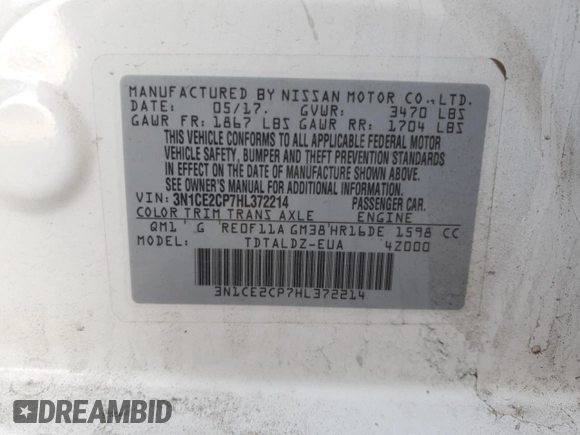 MANUFACTURED BY NISSAN MOTOR CO.,LTD.
DATE: 05/17. GVWR: 3470 LBS
GAWR FR: 1867 LBS GAWR RR: 1704 LBS
THIS VEHICLE CONFORMS TO ALL APPLICABLE FEDERAL MOTOR
VEHICLE SAFETY, BUMPER AND THEFT PREVENTION STANDARDS
IN EFFECT ON THE DATE OF MANUFACTURE SHOWN ABOVE.
SEE OWNER'S MANUAL FOR ADDITIONAL INFORMATION.
VIN: 3N1CE2CP7HL372214 PASSENGER CAR.
COLOR TRIM TRANS AXLE ENGINE
QM1 G RE0F11A GM38 HR16DE 1598 CC
MODEL: TDTALDZ-EUA 4Z000
3N1CE2CP7HL372214
DREAMBID